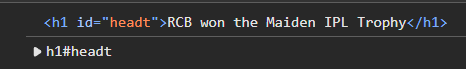 <h1 id="headt">RCB won the Maiden IPL Trophy</h1>
h1#headt